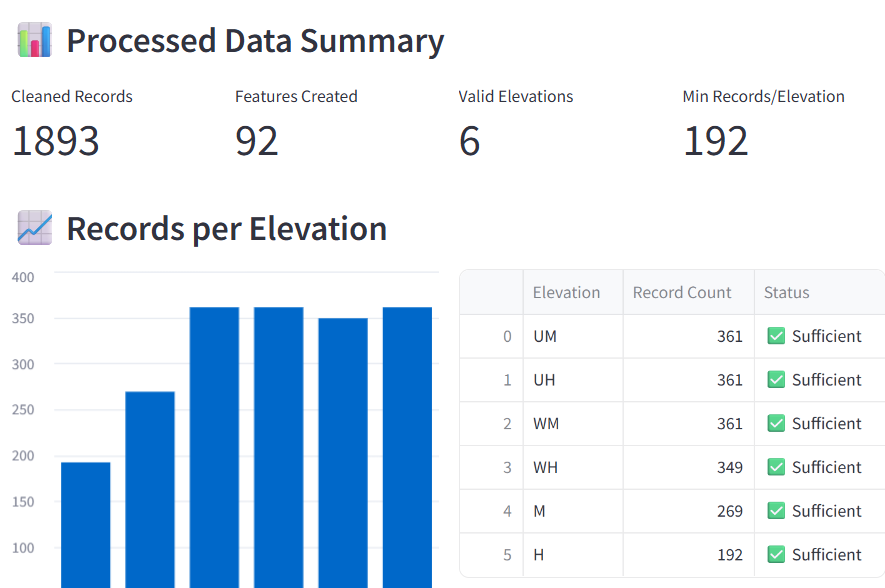 Processed Data Summary
Cleaned Records Features Created Valid Elevations Min Records/Elevation
1893 92 6 192
Records per Elevation
400
350
300
250
200
150
100
Elevation Record Count Status
0 UM 361 ✅ Sufficient
1 UH 361 ✅ Sufficient
2 WM 361 ✅ Sufficient
3 WH 349 ✅ Sufficient
4 M 269 ✅ Sufficient
5 H 192 ✅ Sufficient